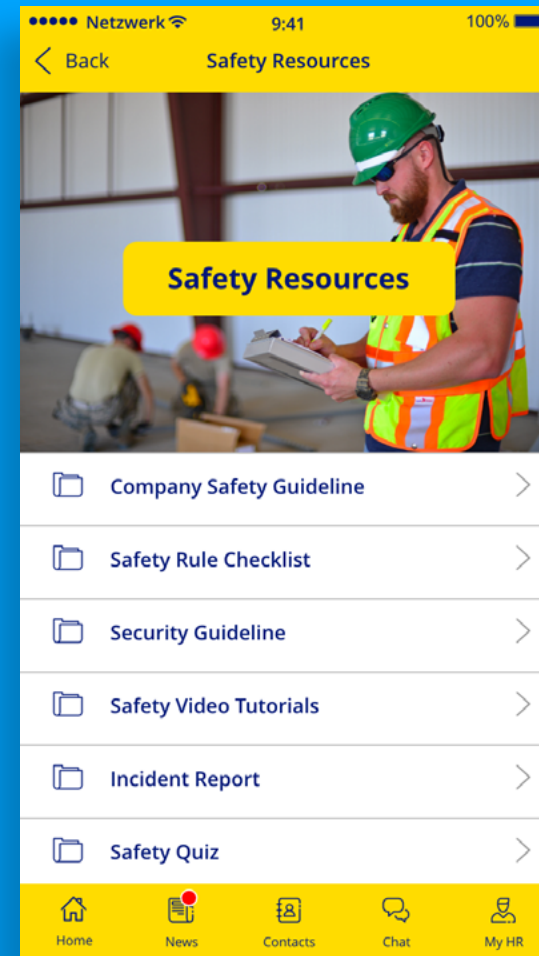 Netzwerk 9:41 100%
Back Safety Resources
Safety Resources
Company Safety Guideline
Safety Rule Checklist
Security Guideline
Safety Video Tutorials
Incident Report
Safety Quiz
Home News Contacts Chat My HR